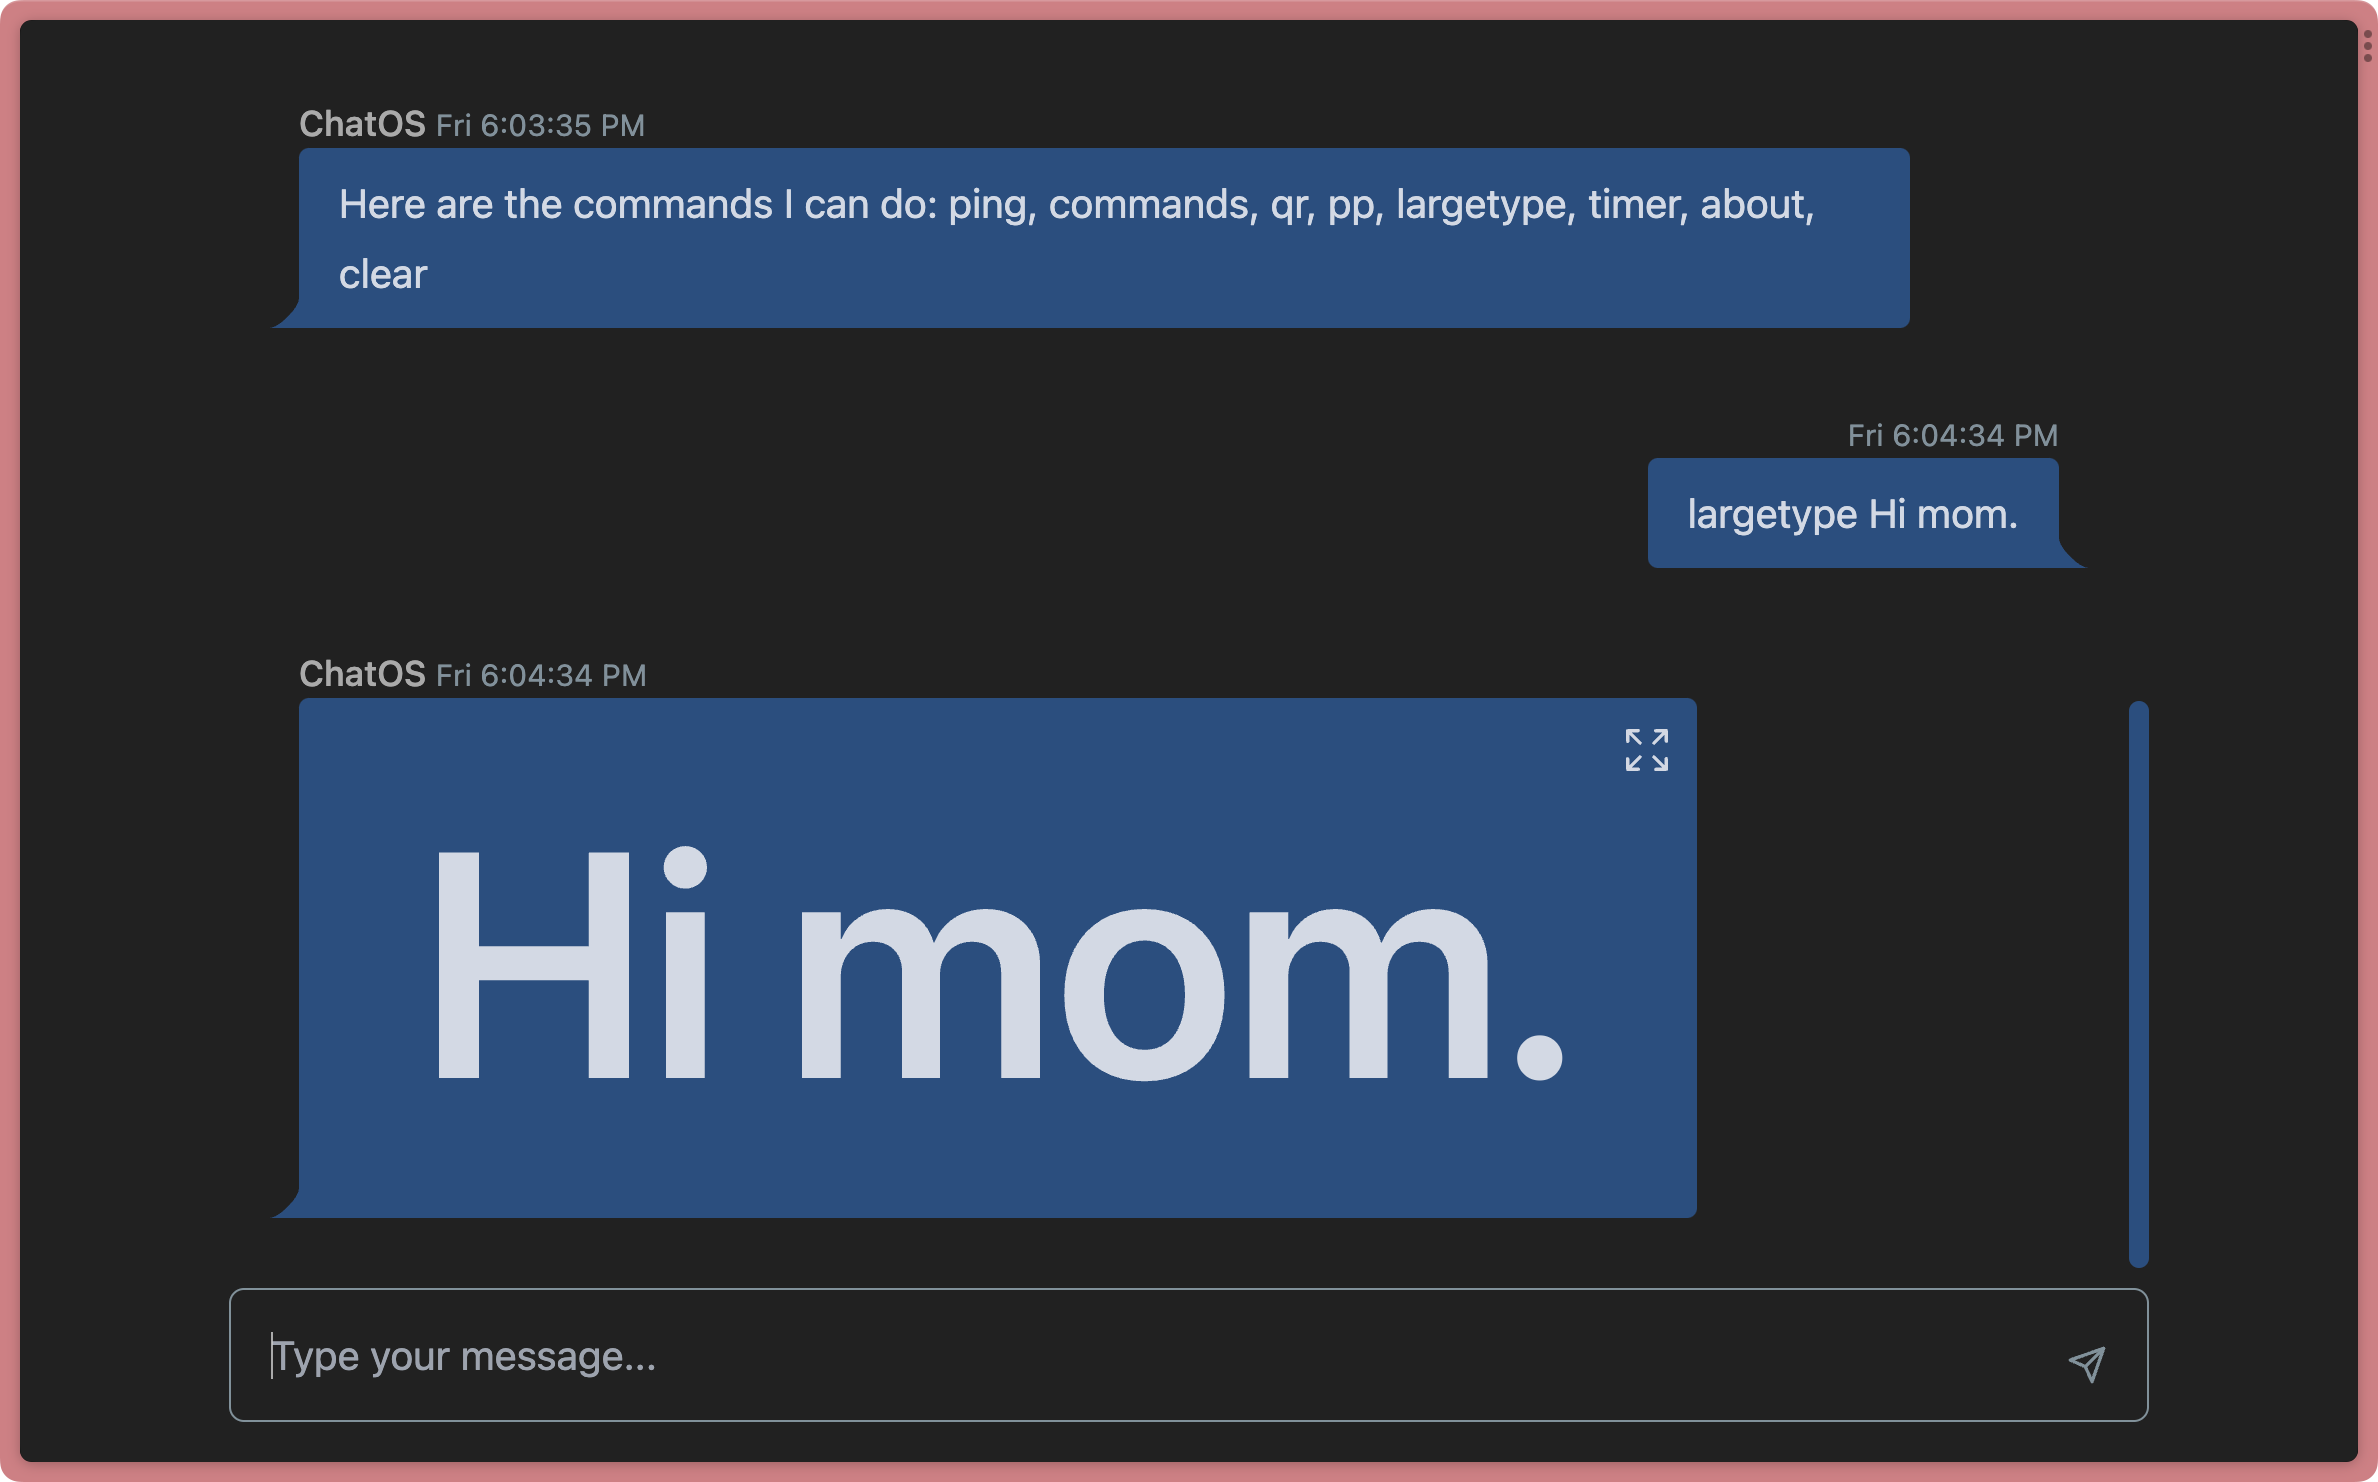 ChatOS Fri 6:03:35 PM
Here are the commands I can do: ping, commands, qr, pp, largetype, timer, about,
clear
Fri 6:04:34 PM
largetype Hi mom.
ChatOS Fri 6:04:34 PM
Hi mom.
Type your message...